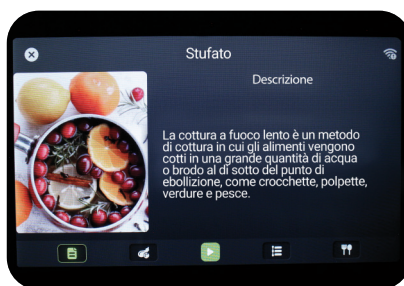 Stufato
Descrizione
La cottura a fuoco lento è un metodo
di cottura in cui gli alimenti vengono
cotti in una grande quantità di acqua
o brodo al di sotto del punto di
ebollizione, come crocchette, polpette,
verdure e pesce.